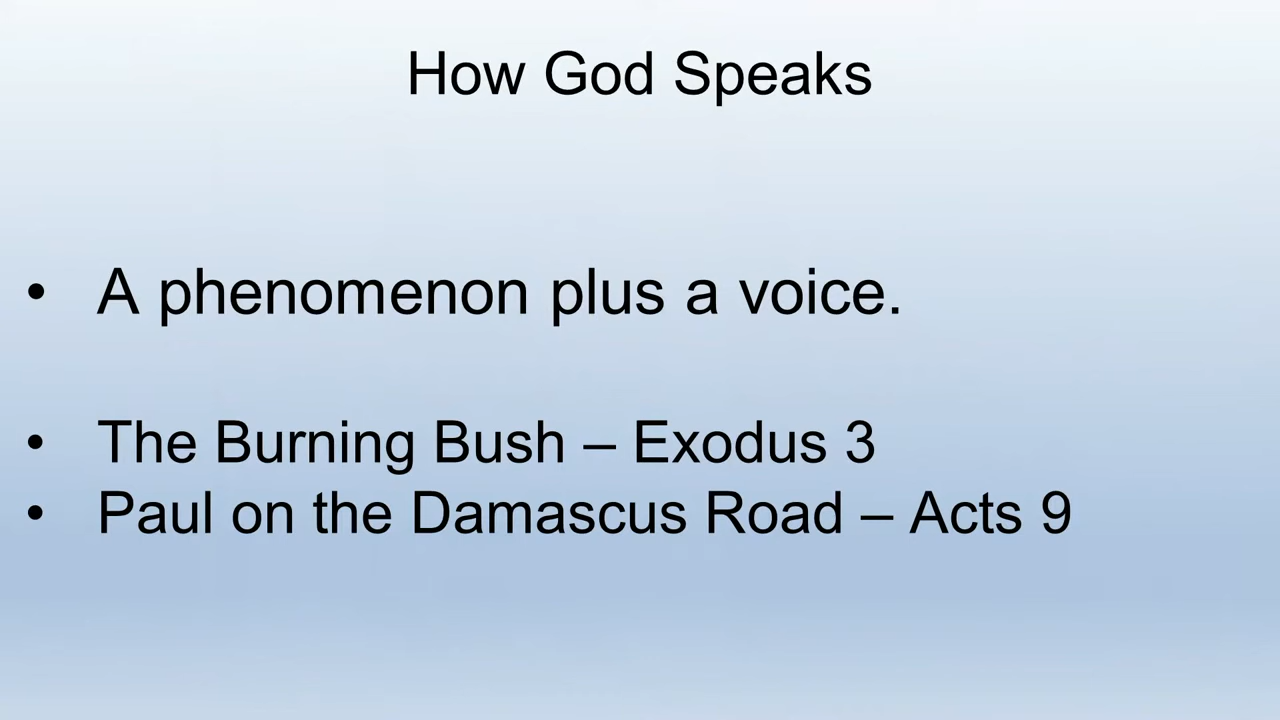 How God Speaks
• A phenomenon plus a voice.
• The Burning Bush – Exodus 3
• Paul on the Damascus Road – Acts 9